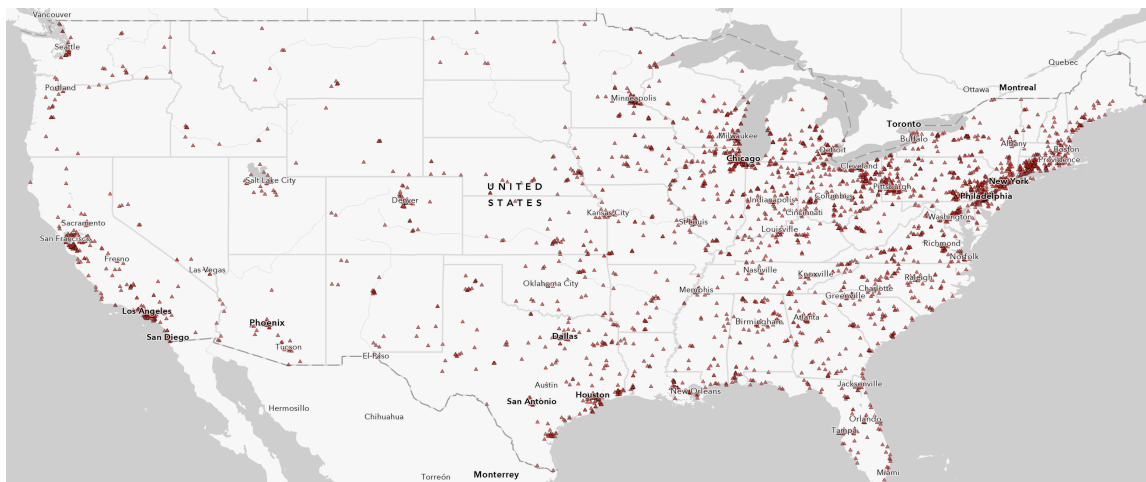 Vancouver
Seattle
Quebec
Ottawa
Montreal
Portland
Minneapolis
Toronto
Buffalo
Albany
Boston
Milwaukee
Detroit
Providence
Chicago
Cleveland
Salt Lake City
UNITED
STATES
Pittsburgh
New York
Denver
Indianapolis
Columbus
Philadelphia
Kansas City
Cincinnati
Washington
Sacramento
St Louis
Louisville
San Francisco
Richmond
Fresno
Norfolk
Las Vegas
Nashville
Knoxville
Raleigh
Oklahoma City
Memphis
Charlotte
Greenville
Los Angeles
Phoenix
Birmingham
Atlanta
San Diego
Dallas
Tucson
El Paso
Austin
Jacksonville
Houston
New Orleans
San Antonio
Hermosillo
Chihuahua
Orlando
Tampa
Miami
Torreón
Monterrey